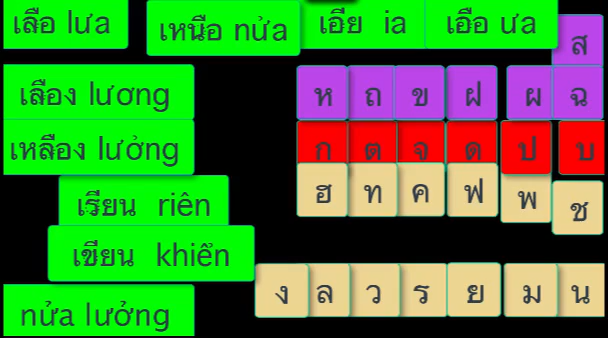 เลือ lưa เหนือ nửa เอีย ia เอือ ưa
ส
เลือง lương ห ถ ข ฝ ผ ฉ
เหลือง lưởng ก ต จ ด ป บ
เรียน riên ฮ ท ค ฟ พ ช
เขียน khiển
ง ล ว ร ย ม น
nửa lưởng